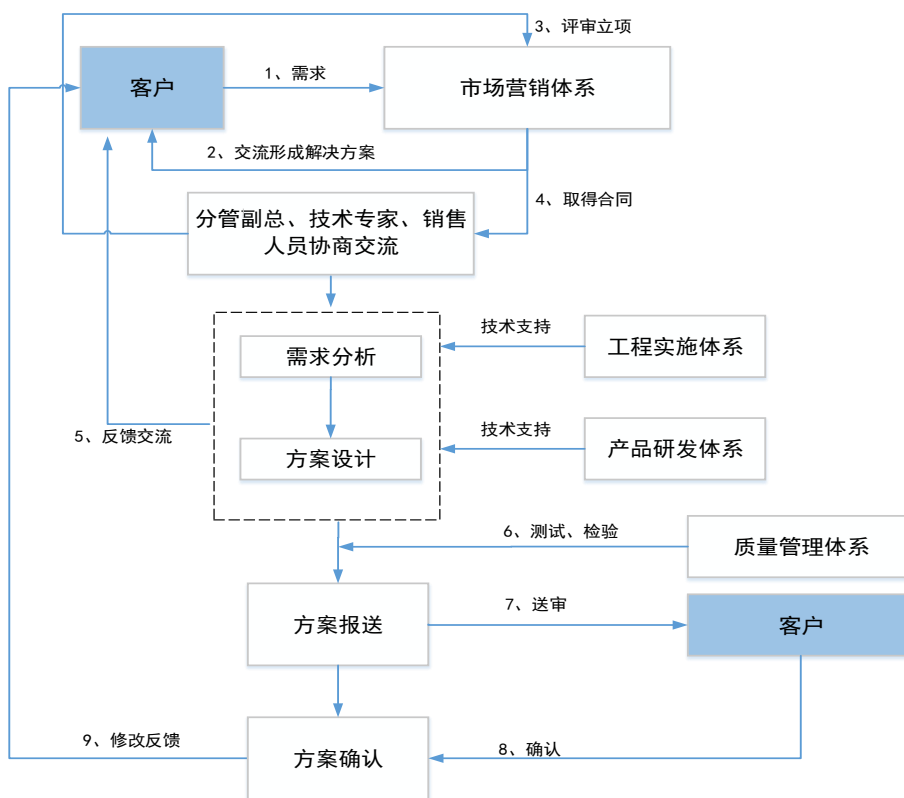 3、评审立项
客户
1、需求
市场营销体系
2、交流形成解决方案
4、取得合同
分管副总、技术专家、销售
人员协商交流
技术支持
需求分析
工程实施体系
5、反馈交流
技术支持
方案设计
产品研发体系
6、测试、检验
质量管理体系
7、送审
方案报送
客户
9、修改反馈
8、确认
方案确认